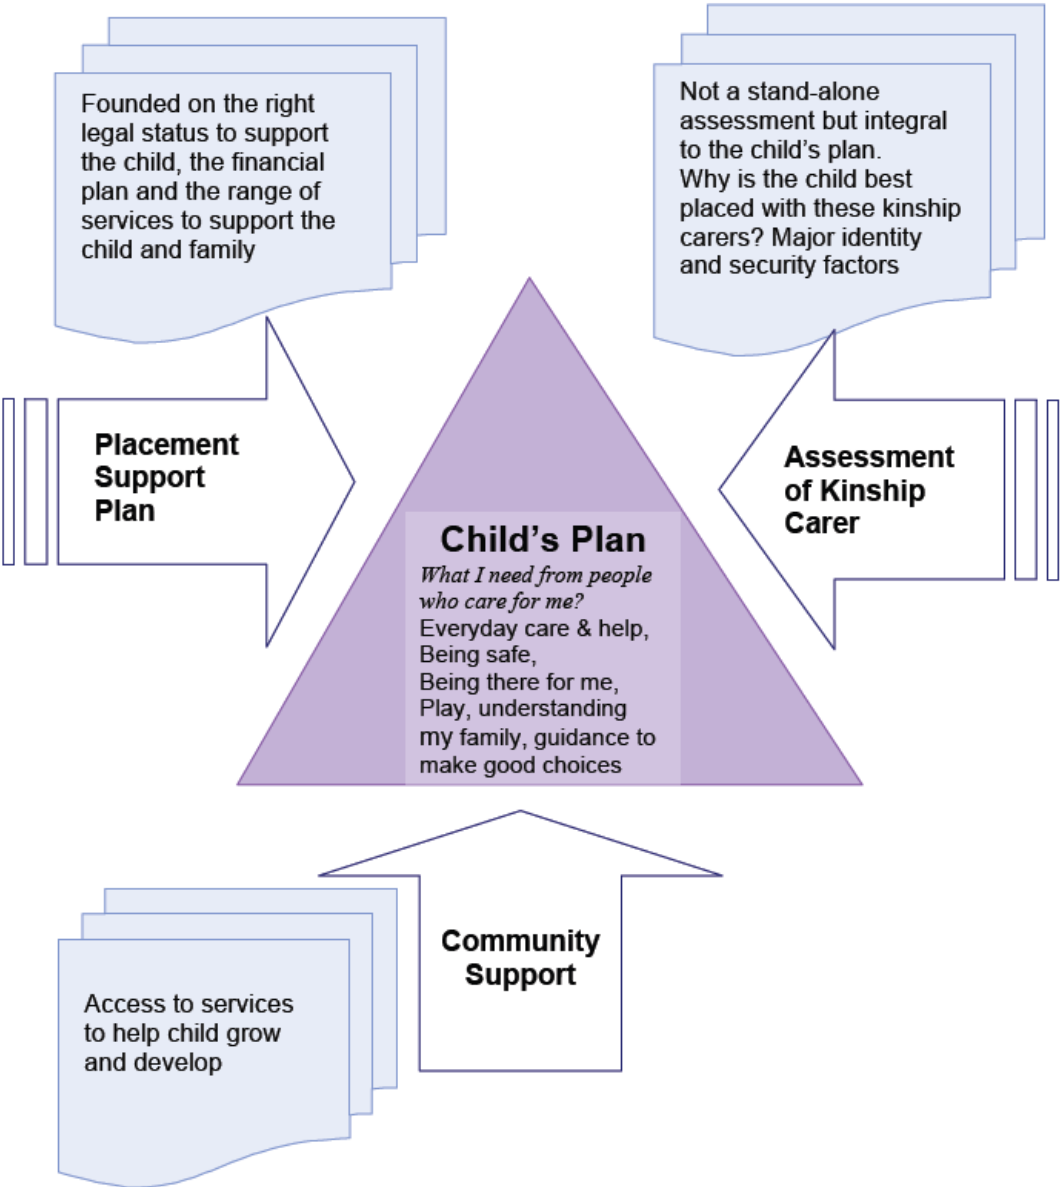 Founded on the right
legal status to support
the child, the financial
plan and the range of
services to support the
child and family
Not a stand-alone
assessment but integral
to the child's plan.
Why is the child best
placed with these kinship
carers? Major identity
and security factors
Placement
Support
Plan
Assessment
of Kinship
Carer
Child's Plan
What I need from people
who care for me?
Everyday care & help,
Being safe,
Being there for me,
Play, understanding
my family, guidance to
make good choices
Community
Support
Access to services
to help child grow
and develop